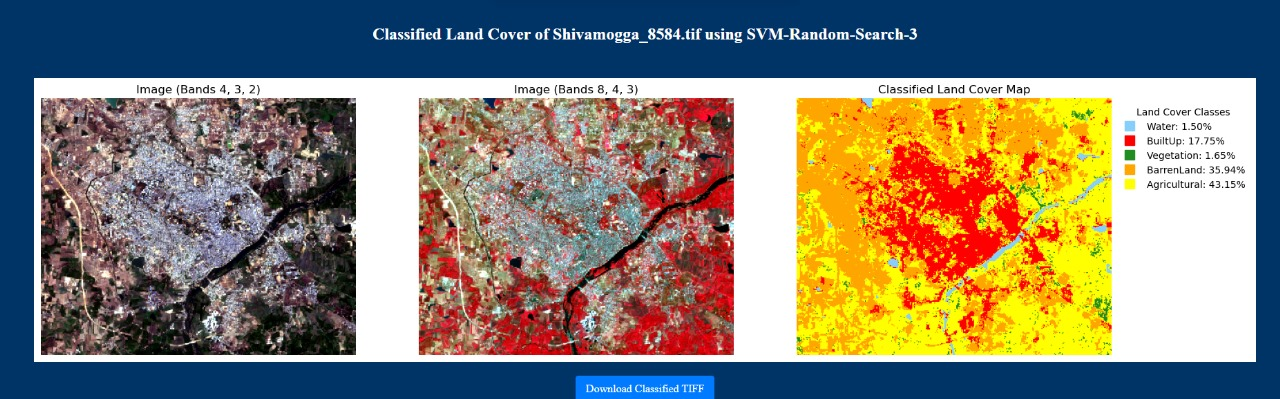 Classified Land Cover of Shivamogga_8584.tif using SVM-Random-Search-3
Image (Bands 4, 3, 2)
Image (Bands 8, 4, 3)
Classified Land Cover Map
Land Cover Classes
Water: 1.50%
BuiltUp: 17.75%
Vegetation: 1.65%
BarrenLand: 35.94%
Agricultural: 43.15%
Download Classified TIFF